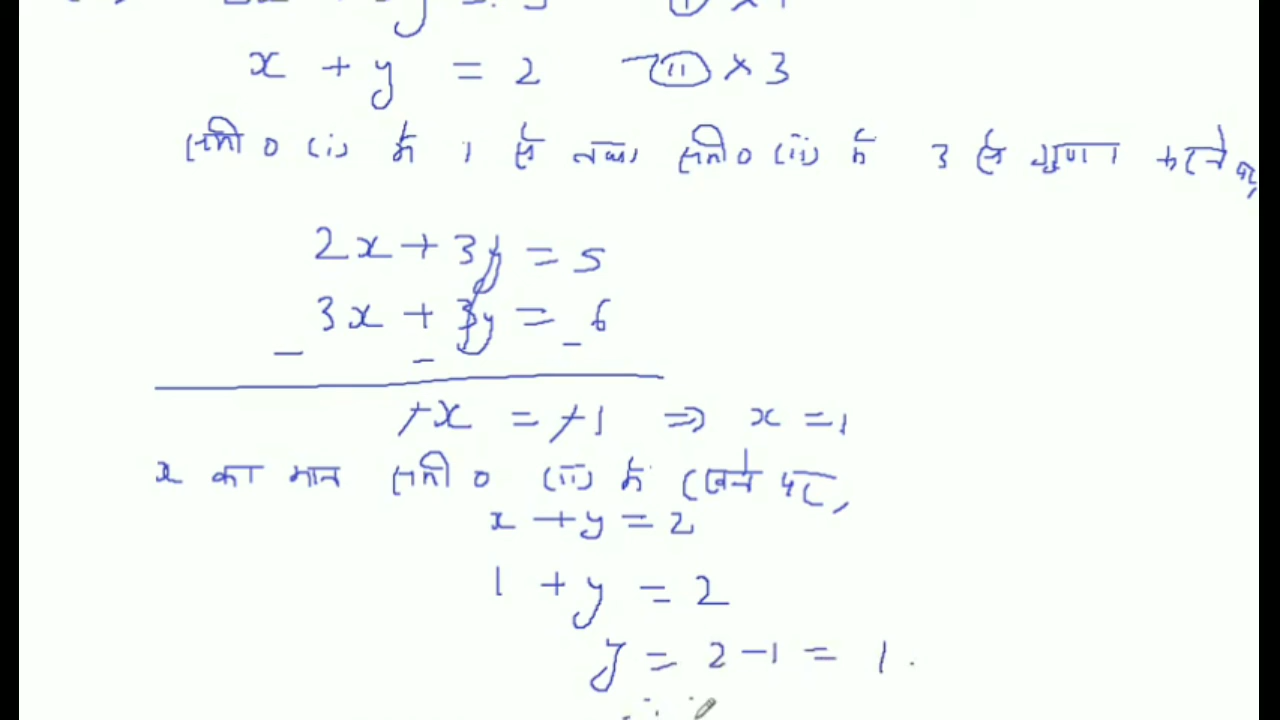 x + y = 2 — (ii) × 3
समी० (i) में 1 से तथा समी० (ii) में 3 से गुणा करने पर,
2x + 3y = 5
3x + 3y = 6
− − −
-x = -1 ⇒ x = 1
x का मान समी० (ii) में रखने पर,
x + y = 2
1 + y = 2
y = 2 - 1 = 1.
∴